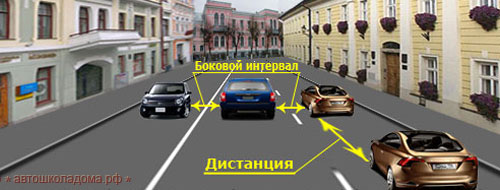 Боковой интервал
Дистанция
« автошколадома.рф »